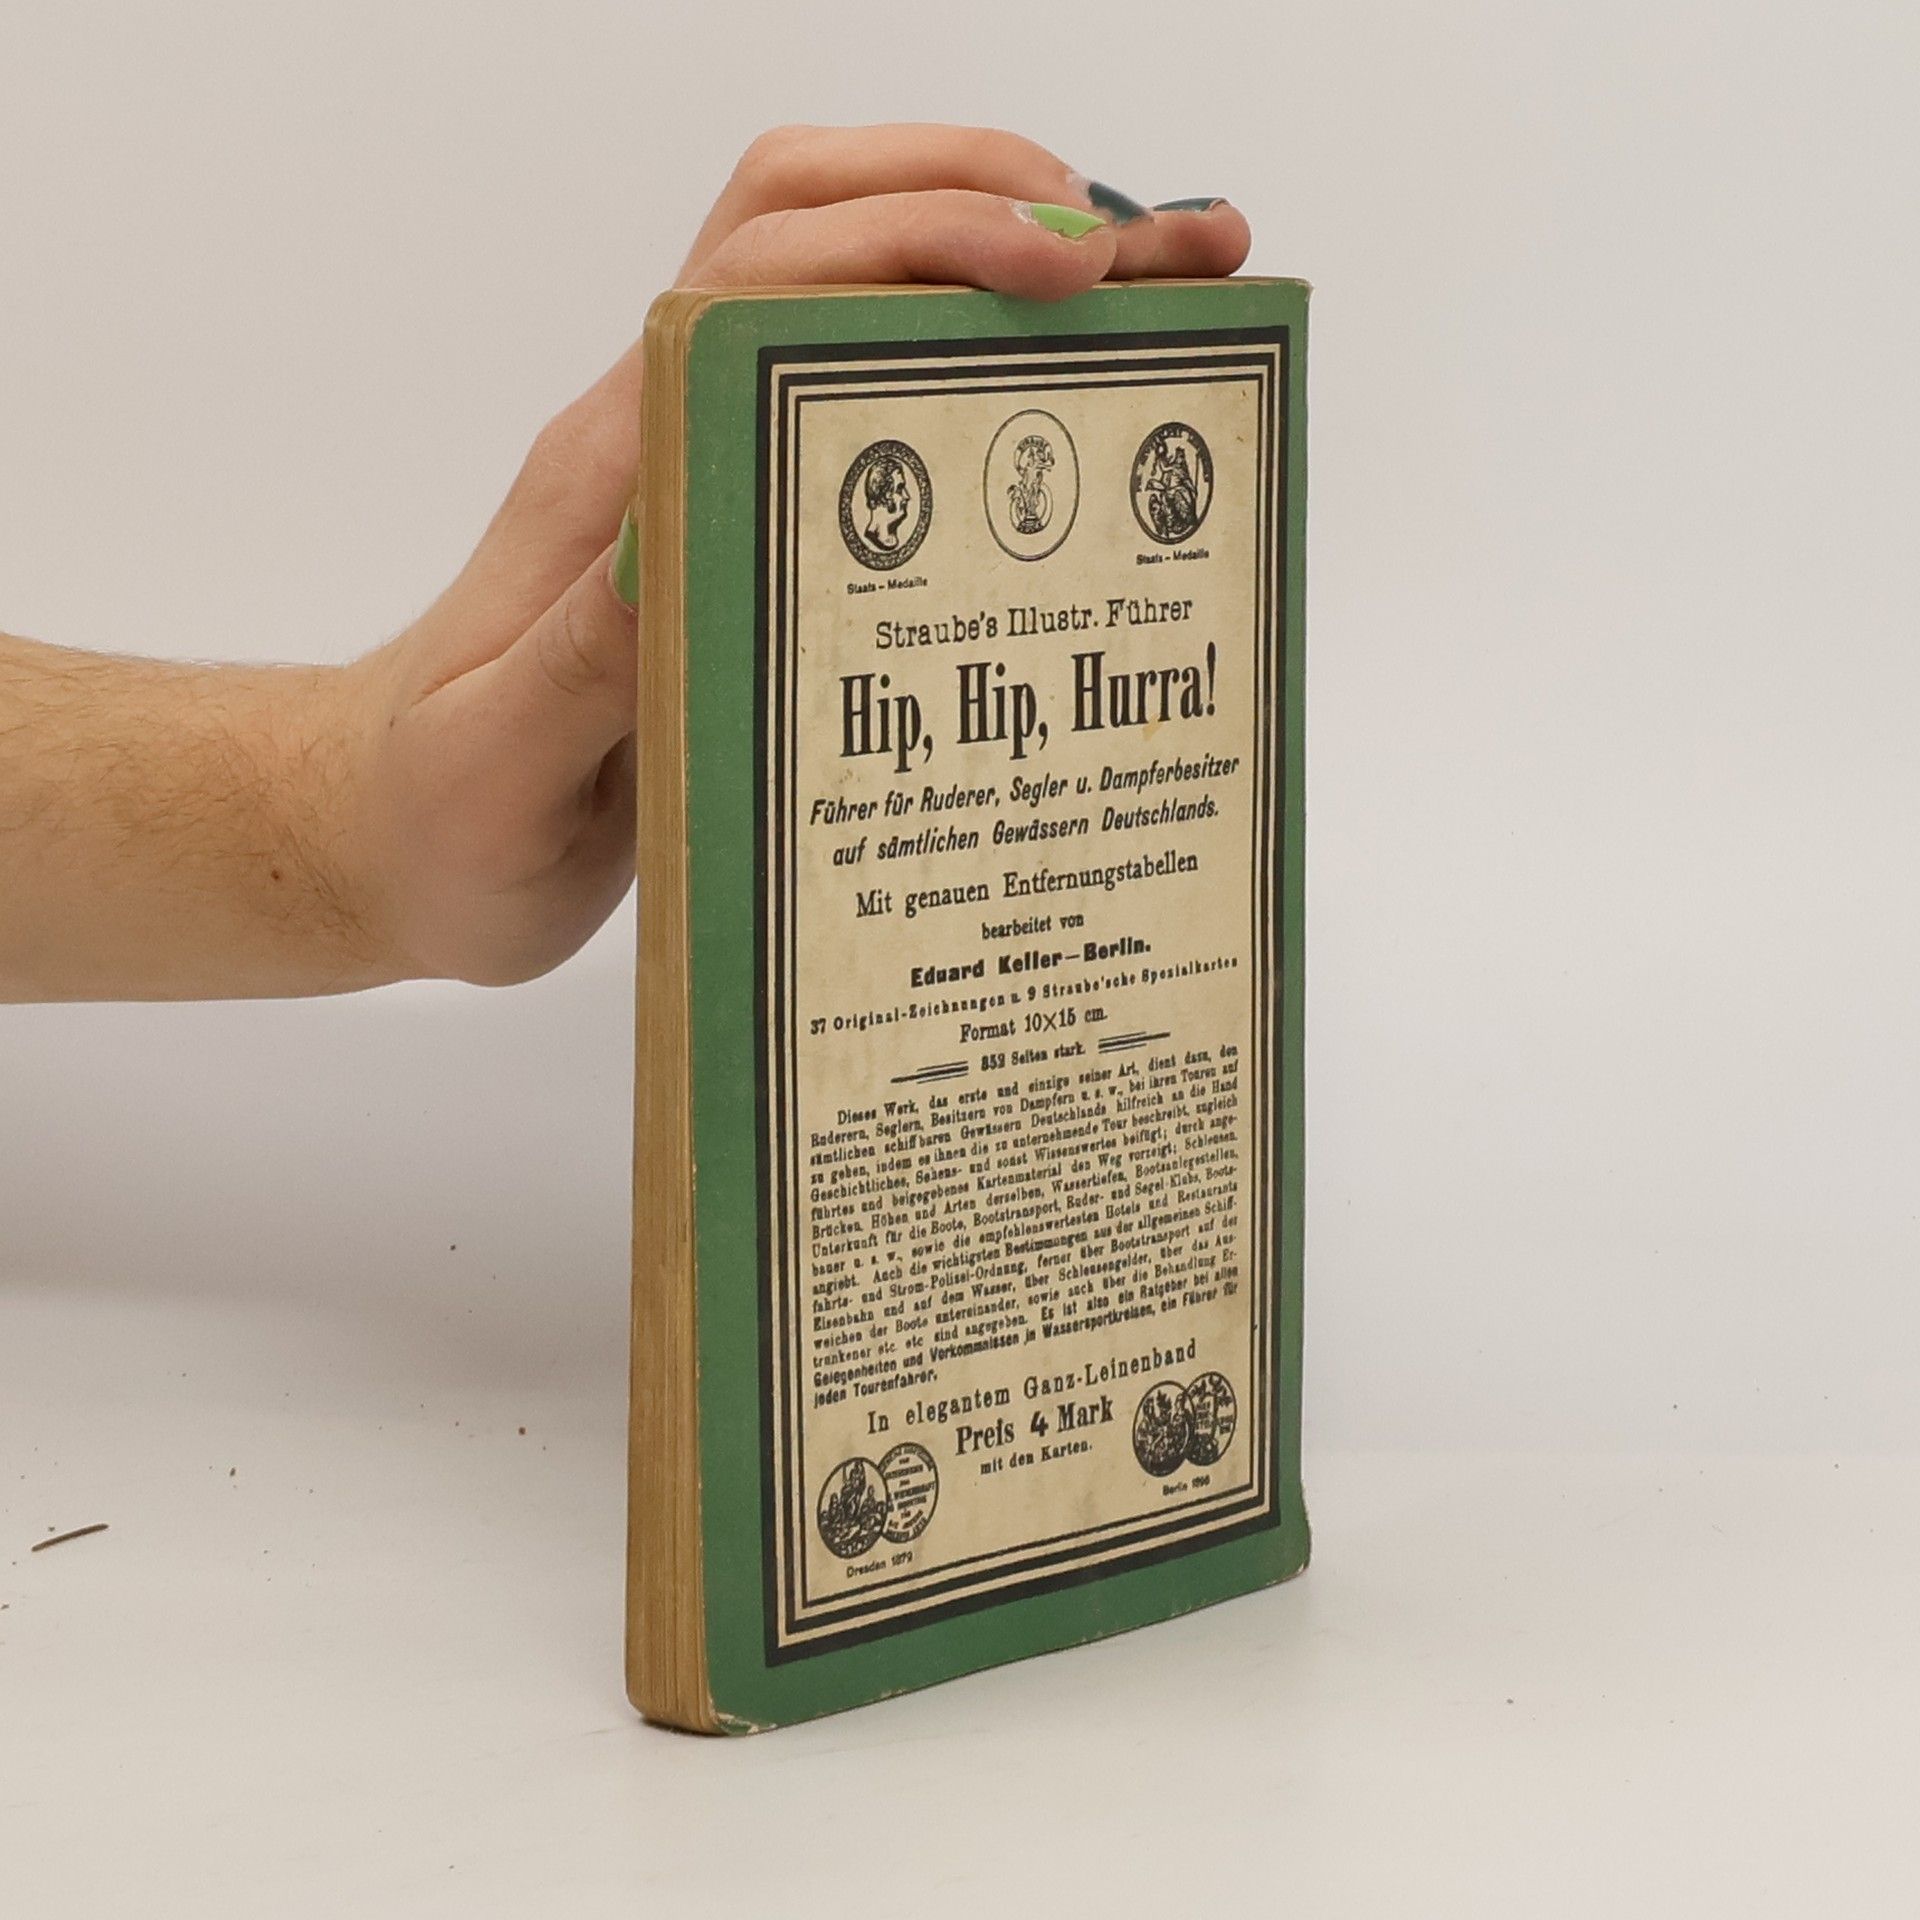 Staats-Medaille
Staats-Medaille
Straube's Illustr. Führer
Hip, Hip, Hurra!
Führer für Ruderer, Segler u. Dampferbesitzer
auf sämtlichen Gewässern Deutschlands.
Mit genauen Entfernungstabellen
bearbeitet von
Eduard Keller–Berlin.
37 Original-Zeichnungen u. 9 Straube'sche Spezialkarten
Format 10×15 cm.
352 Seiten stark.
Dieses Werk, das erste und einzige seiner Art, dient dazu, den
Ruderern, Seglern, Besitzern von Dampfern u. s. w., bei ihren Touren auf
sämtlichen schiffbaren Gewässern Deutschlands hilfreich an die Hand
zu gehen, indem es ihnen die zu unternehmende Tour beschreibt, zugleich
Geschichtliches, Sehens- und sonst Wissenswertes beifügt; durch ange-
führtes und beigegebenes Kartenmaterial den Weg vorzeigt; Schleusen,
Brücken, Höhen und Arten derselben, Wassertiefen, Bootsanlegestellen,
Unterkunft für die Boote, Bootstransport, Ruder- und Segel-Klubs, Boots-
bauer u. s. w., sowie die empfehlenswertesten Hotels und Restaurants
angiebt. Auch die wichtigsten Bestimmungen aus der allgemeinen Schiff-
fahrts- und Strom-Polizei-Ordnung, ferner über Bootstransport auf der
Eisenbahn und auf dem Wasser, über Schleusengelder, über das Aus-
weichen der Boote untereinander, sowie auch über die Behandlung Er-
trunkener etc. etc. sind angegeben. Es ist also ein Ratgeber bei allen
Gelegenheiten und Vorkommnissen in Wassersportkreisen, ein Führer für
jeden Tourenfahrer.
In elegantem Ganz-Leinenband
Preis 4 Mark
mit den Karten.
Dresden 1879
Berlin 1896